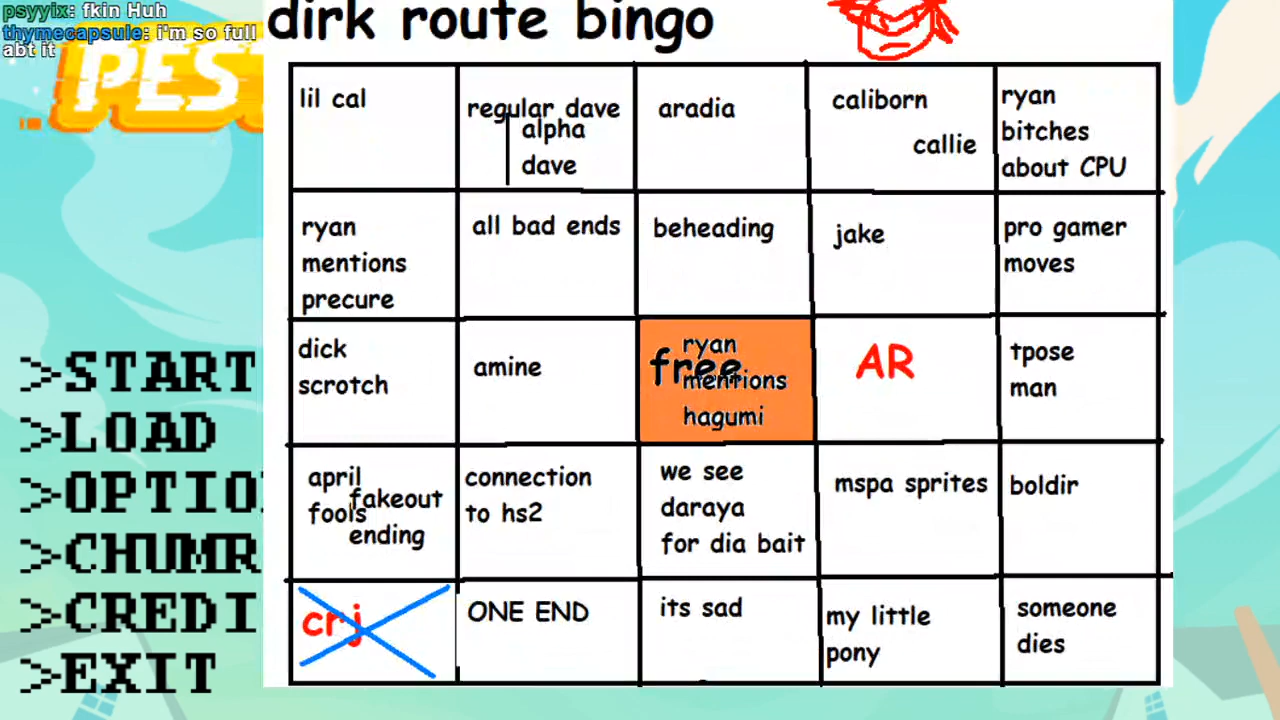 psyyix: fkin Huh
thymecapsule: i'm so full
abt it
PES
dirk route bingo
lil cal
regular dave
alpha
dave
aradia
caliborn
callie
ryan
bitches
about CPU
ryan
mentions
precure
all bad ends
beheading
jake
pro gamer
moves
dick
scrotch
amine
free
ryan
mentions
hagumi
AR
tpose
man
april
fools
fakeout
ending
connection
to hs2
we see
daraya
for dia bait
mspa sprites
boldir
crj
ONE END
its sad
my little
pony
someone
dies
>START
>LOAD
>OPTIO
>CHUMR
>CREDI
>EXIT